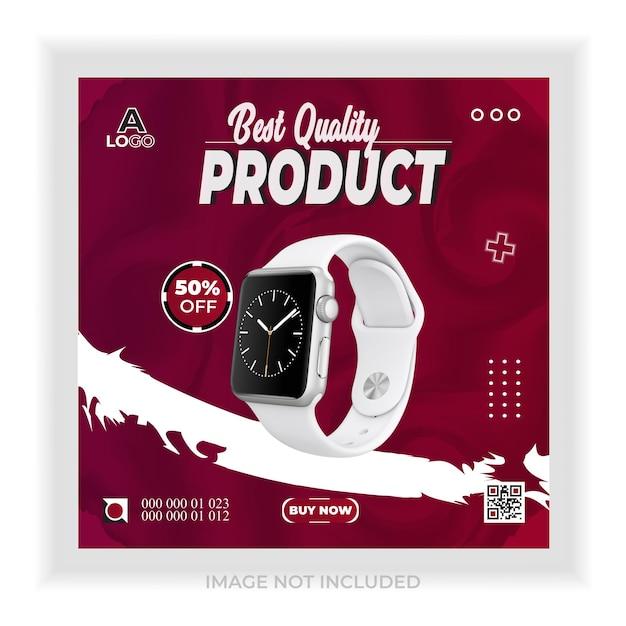 A
LOGO
Best Quality
PRODUCT
50%
OFF
000 000 01 023
000 000 01 012
BUY NOW
IMAGE NOT INCLUDED